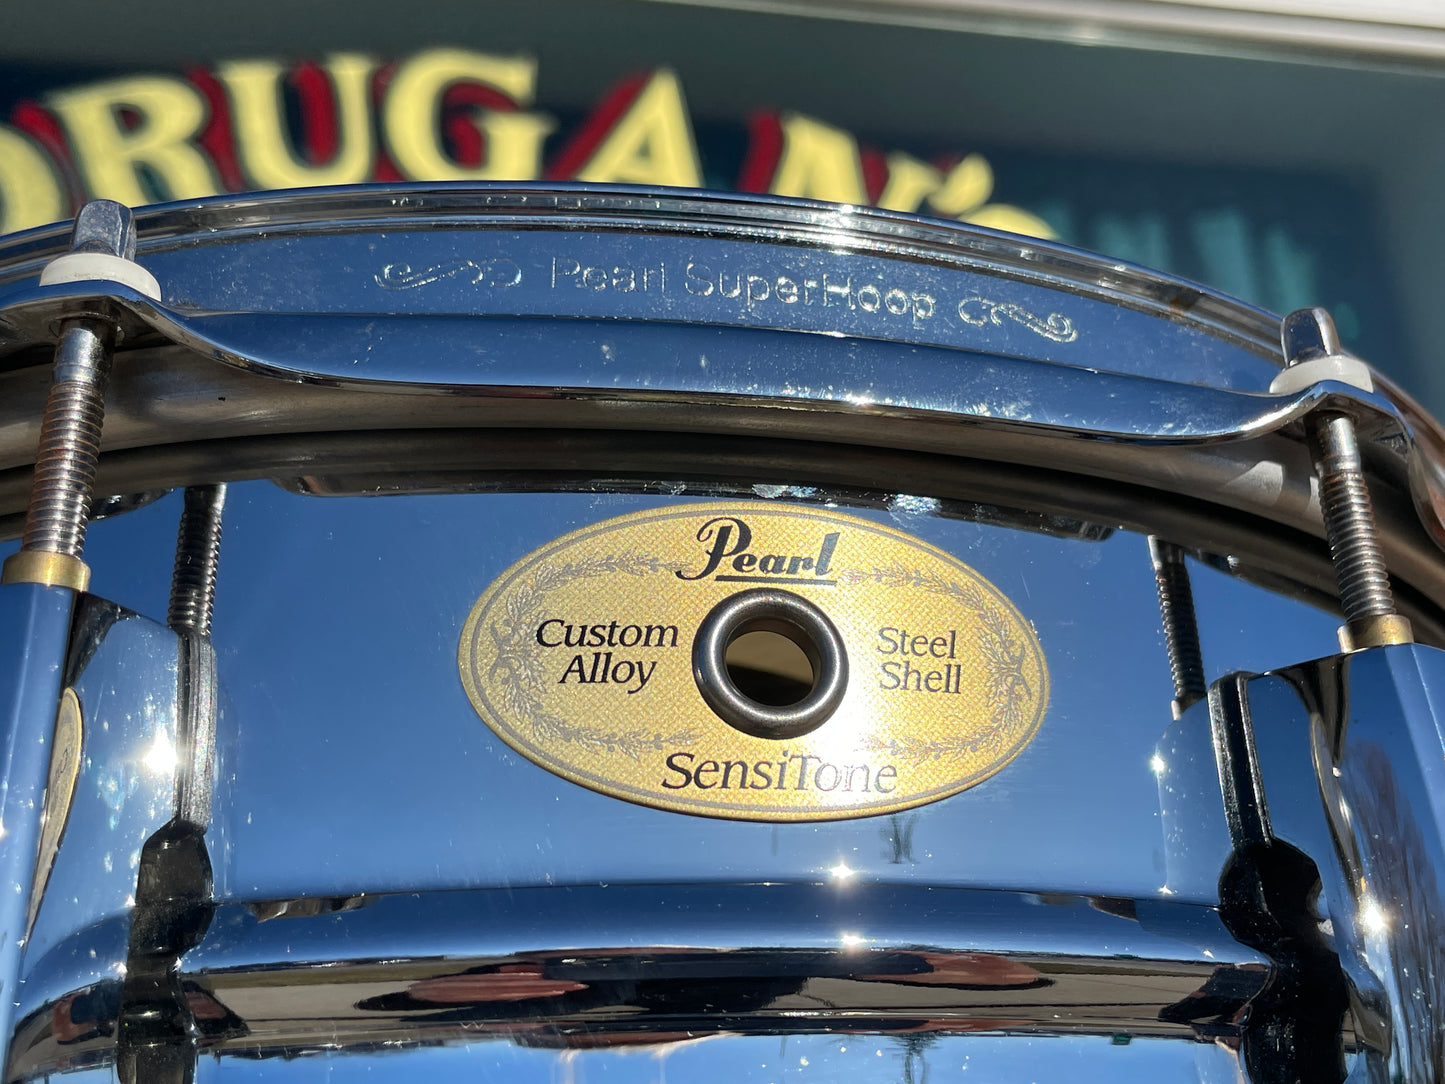 DRUGAN'S
Pearl SuperHoop
Pearl
Custom
Alloy
Steel
Shell
SensiTone